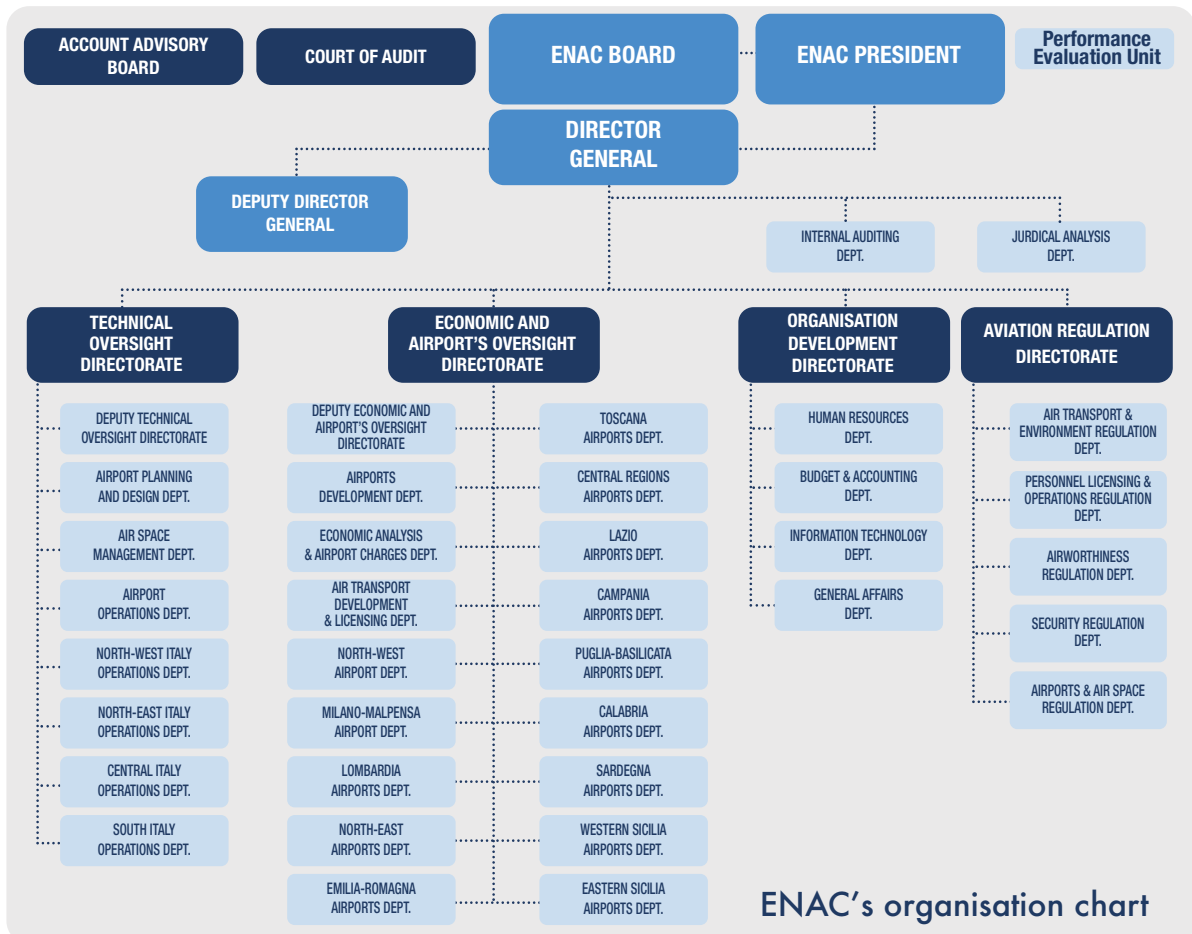 ACCOUNT ADVISORY
BOARD
COURT OF AUDIT
ENAC BOARD
ENAC PRESIDENT
Performance
Evaluation Unit
DIRECTOR
GENERAL
DEPUTY DIRECTOR
GENERAL
INTERNAL AUDITING
DEPT.
JURDICAL ANALYSIS
DEPT.
TECHNICAL
OVERSIGHT
DIRECTORATE
DEPUTY TECHNICAL
OVERSIGHT DIRECTORATE
AIRPORT PLANNING
AND DESIGN DEPT.
AIR SPACE
MANAGEMENT DEPT.
AIRPORT
OPERATIONS DEPT.
NORTH-WEST ITALY
OPERATIONS DEPT.
NORTH-EAST ITALY
OPERATIONS DEPT.
CENTRAL ITALY
OPERATIONS DEPT.
SOUTH ITALY
OPERATIONS DEPT.
ECONOMIC AND
AIRPORT'S OVERSIGHT
DIRECTORATE
DEPUTY ECONOMIC AND
AIRPORT'S OVERSIGHT
DIRECTORATE
AIRPORTS
DEVELOPMENT DEPT.
ECONOMIC ANALYSIS
& AIRPORT CHARGES DEPT.
AIR TRANSPORT
DEVELOPMENT
& LICENSING DEPT.
NORTH-WEST
AIRPORT DEPT.
MILANO-MALPENSA
AIRPORT DEPT.
LOMBARDIA
AIRPORTS DEPT.
NORTH-EAST
AIRPORTS DEPT.
EMILIA-ROMAGNA
AIRPORTS DEPT.
TOSCANA
AIRPORTS DEPT.
CENTRAL REGIONS
AIRPORTS DEPT.
LAZIO
AIRPORTS DEPT.
CAMPANIA
AIRPORTS DEPT.
PUGLIA-BASILICATA
AIRPORTS DEPT.
CALABRIA
AIRPORTS DEPT.
SARDEGNA
AIRPORTS DEPT.
WESTERN SICILIA
AIRPORTS DEPT.
EASTERN SICILIA
AIRPORTS DEPT.
ORGANISATION
DEVELOPMENT
DIRECTORATE
HUMAN RESOURCES
DEPT.
BUDGET & ACCOUNTING
DEPT.
INFORMATION TECHNOLOGY
DEPT.
GENERAL AFFAIRS
DEPT.
AVIATION REGULATION
DIRECTORATE
AIR TRANSPORT &
ENVIRONMENT REGULATION
DEPT.
PERSONNEL LICENSING &
OPERATIONS REGULATION
DEPT.
AIRWORTHINESS
REGULATION DEPT.
SECURITY REGULATION
DEPT.
AIRPORTS & AIR SPACE
REGULATION DEPT.
ENAC's organisation chart